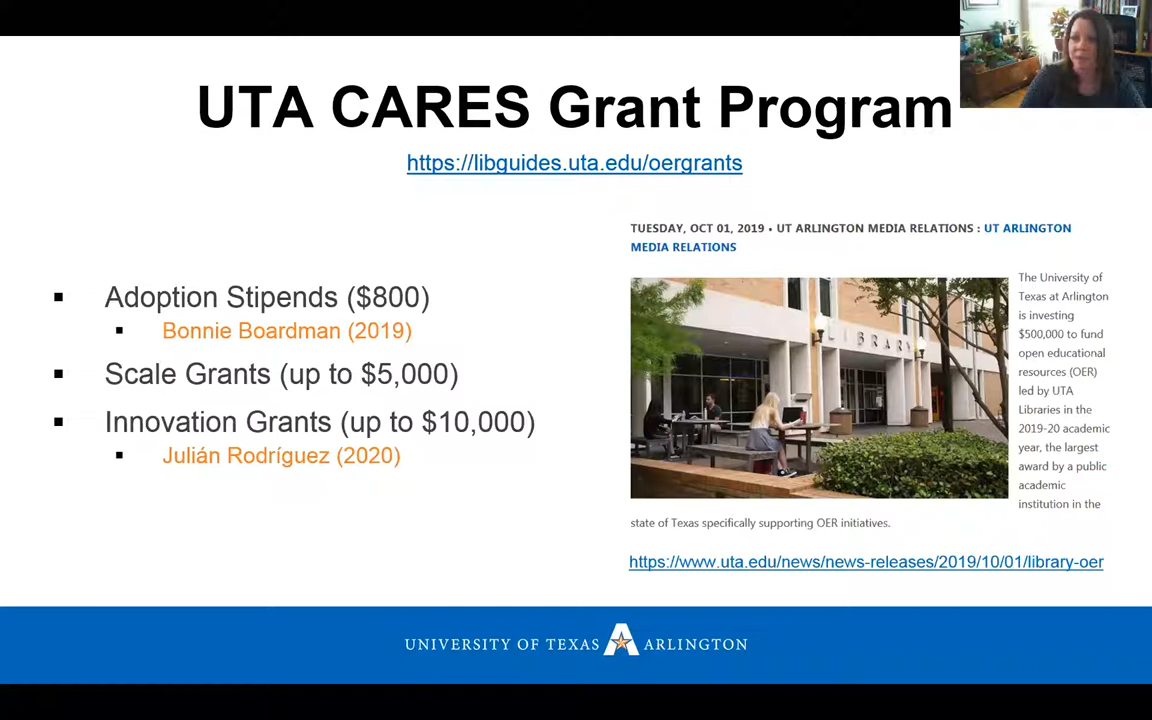 UTA CARES Grant Program
https://libguides.uta.edu/oergrants
▪ Adoption Stipends ($800)
▪ Bonnie Boardman (2019)
▪ Scale Grants (up to $5,000)
▪ Innovation Grants (up to $10,000)
▪ Julián Rodríguez (2020)
TUESDAY, OCT 01, 2019 • UT ARLINGTON MEDIA RELATIONS : UT ARLINGTON
MEDIA RELATIONS
LIBRARY
The University of
Texas at Arlington
is investing
$500,000 to fund
open educational
resources (OER)
led by UTA
Libraries in the
2019-20 academic
year, the largest
award by a public
academic
institution in the
state of Texas specifically supporting OER initiatives.
https://www.uta.edu/news/news-releases/2019/10/01/library-oer
UNIVERSITY OF TEXAS A ARLINGTON